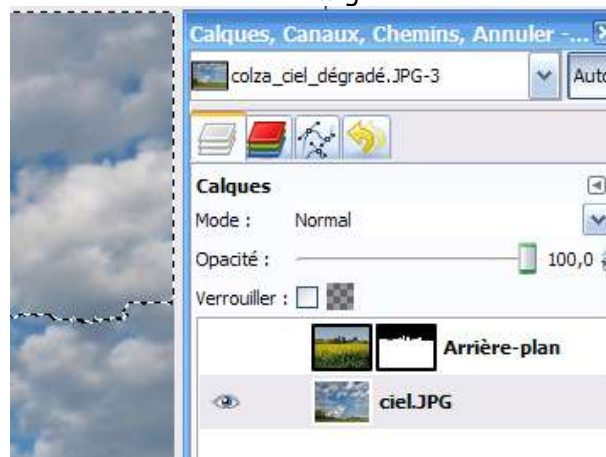 Calques, Canaux, Chemins, Annuler -...
colza_ciel_dégradé.JPG-3
Auto
Calques
Mode : Normal
Opacité : 100,0
Verrouiller :
Arrière-plan
ciel.JPG